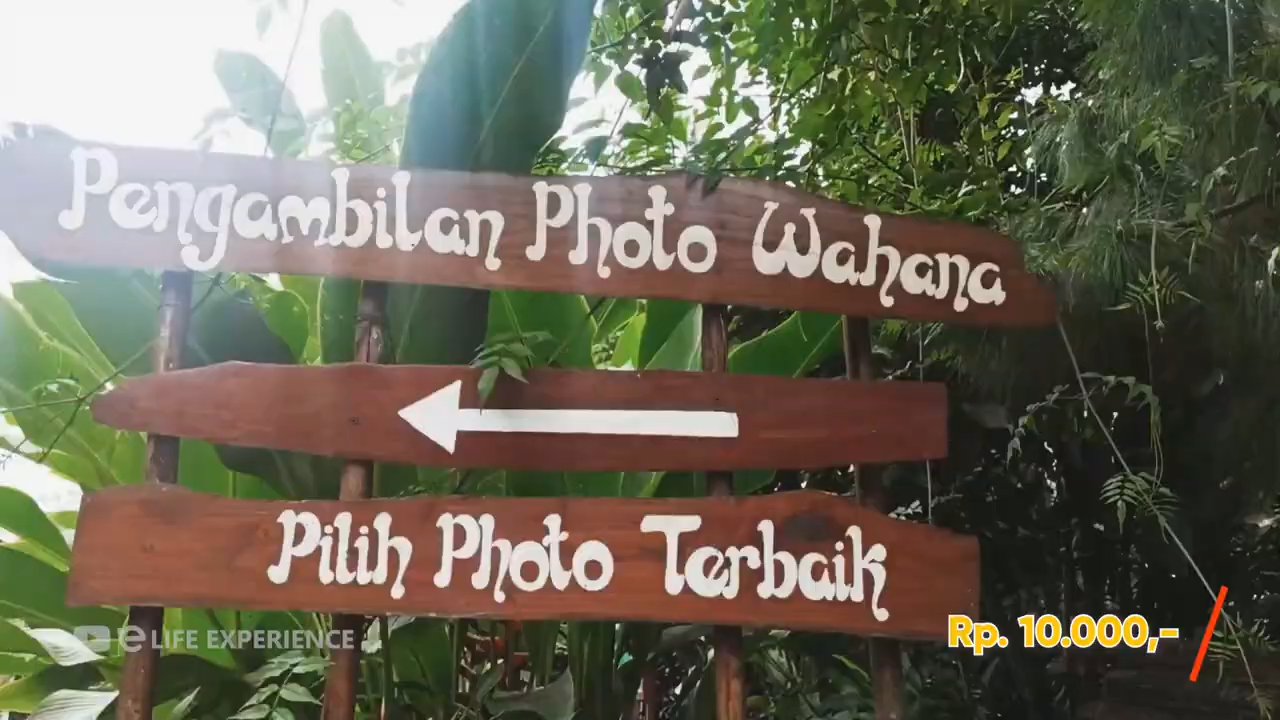 Pengambilan Photo Wahana
Pilih Photo Terbaik
e LIFE EXPERIENCE
Rp. 10.000,-